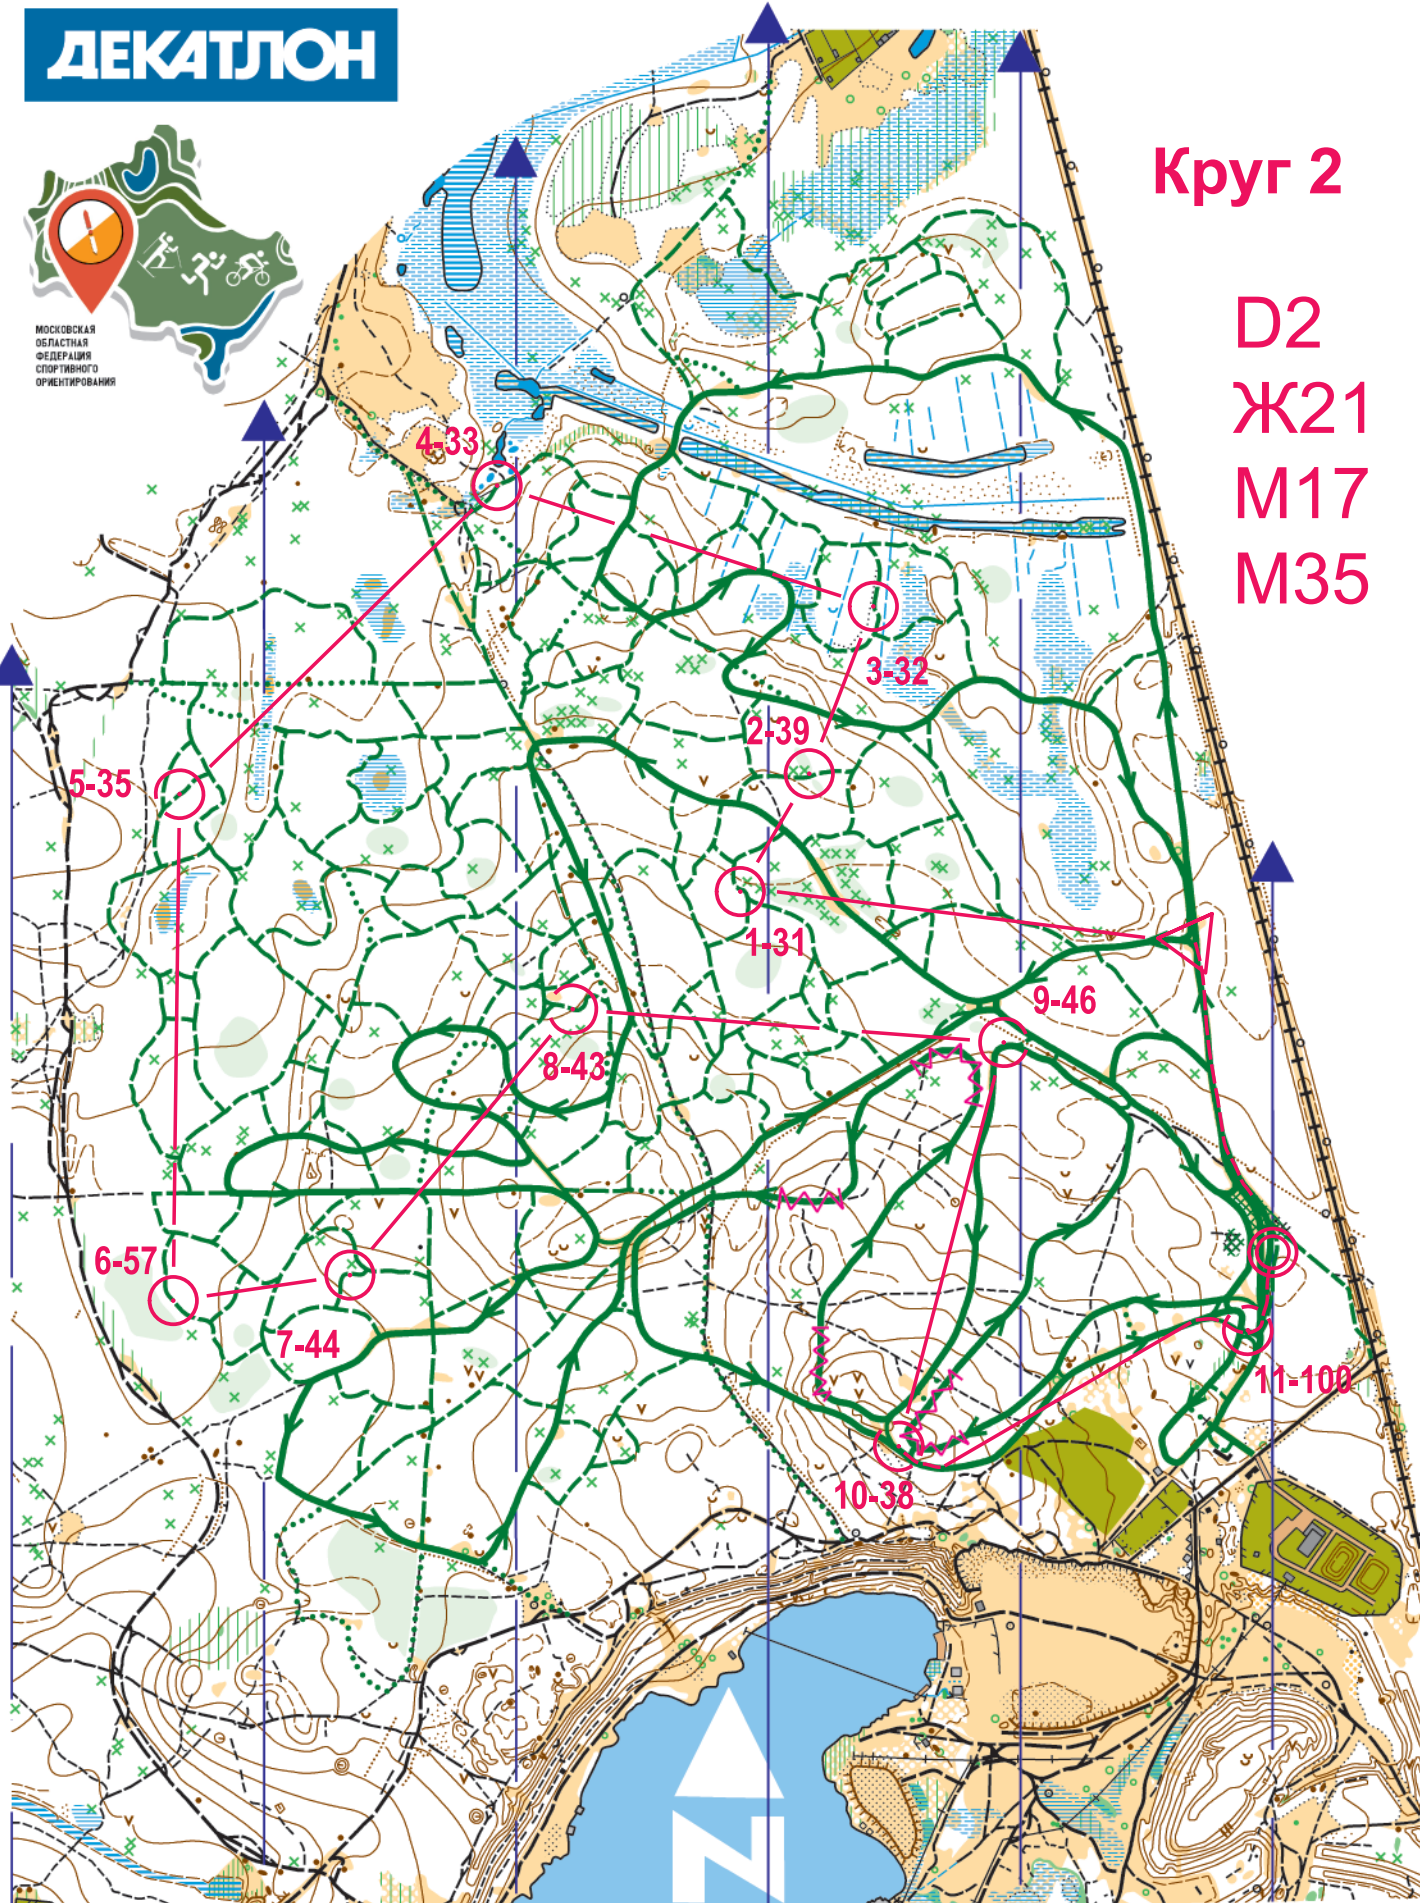 ДЕКАТЛОН
МОСКОВСКАЯ
ОБЛАСТНАЯ
ФЕДЕРАЦИЯ
СПОРТИВНОГО
ОРИЕНТИРОВАНИЯ
Круг 2
D2
Ж21
М17
М35
4-33
3-32
2-39
5-35
1-31
9-46
8-43
6-57
7-44
11-100
10-38
N